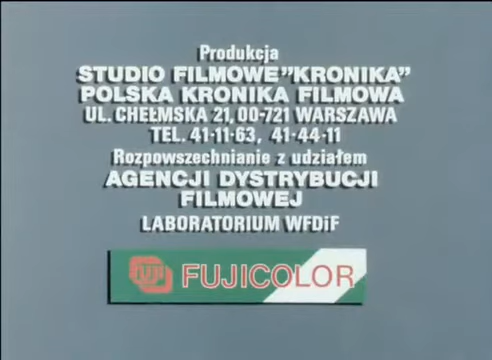 Produkcja
STUDIO FILMOWE"KRONIKA"
POLSKA KRONIKA FILMOWA
UL. CHEŁMSKA 21, 00-721 WARSZAWA
TEL. 41-11-63, 41-44-11
Rozpowszechnianie z udziałem
AGENCJI DYSTRYBUCJI
FILMOWEJ
LABORATORIUM WFDiF
FUJI FUJICOLOR